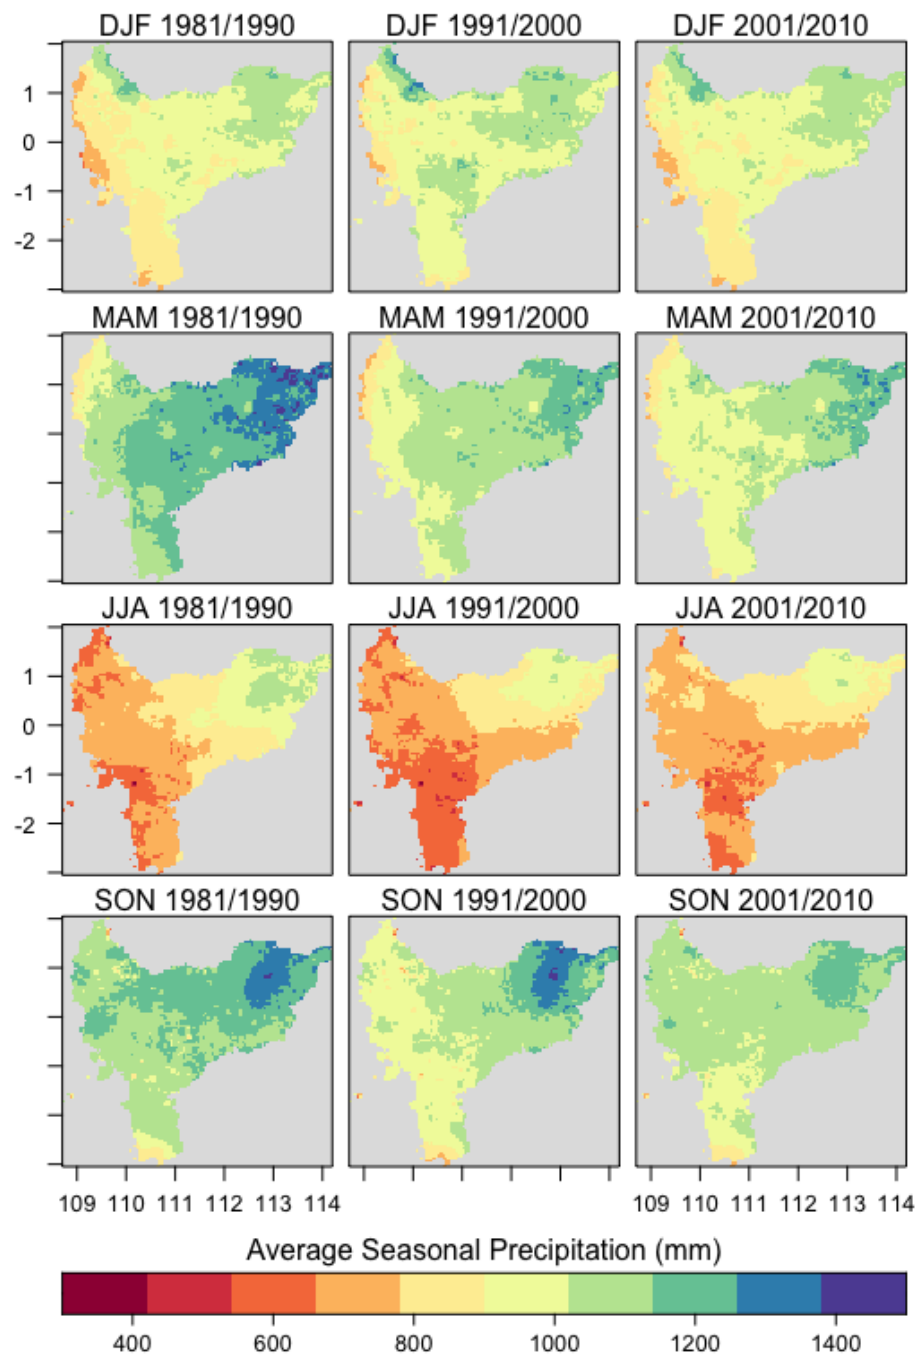 DJF 1981/1990 DJF 1991/2000 DJF 2001/2010
1
0
-1
-2
MAM 1981/1990 MAM 1991/2000 MAM 2001/2010
JJA 1981/1990 JJA 1991/2000 JJA 2001/2010
1
0
-1
-2
SON 1981/1990 SON 1991/2000 SON 2001/2010
109 110 111 112 113 114 109 110 111 112 113 114
Average Seasonal Precipitation (mm)
400 600 800 1000 1200 1400